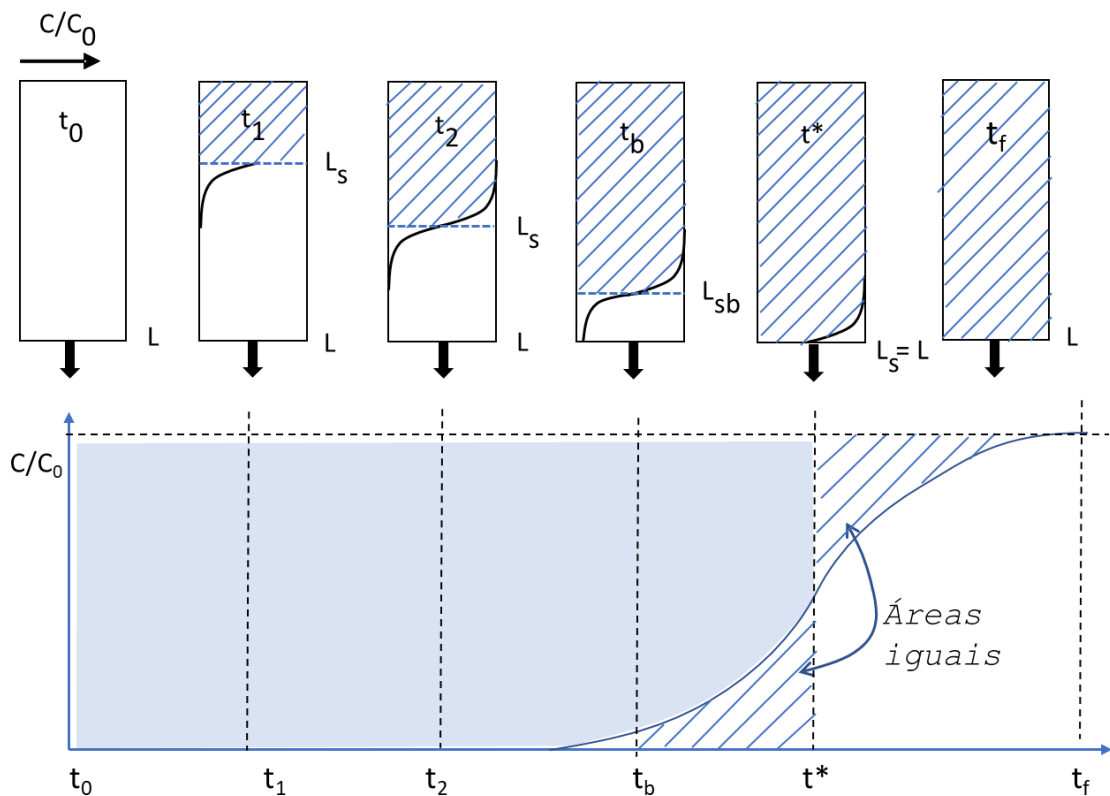 C/C0
t0
t1
t2
tb
t*
tf
Ls
Ls
Lsb
Ls= L
L
L
L
L
C/C0
Áreas
iguais
t0
t1
t2
tb
t*
tf